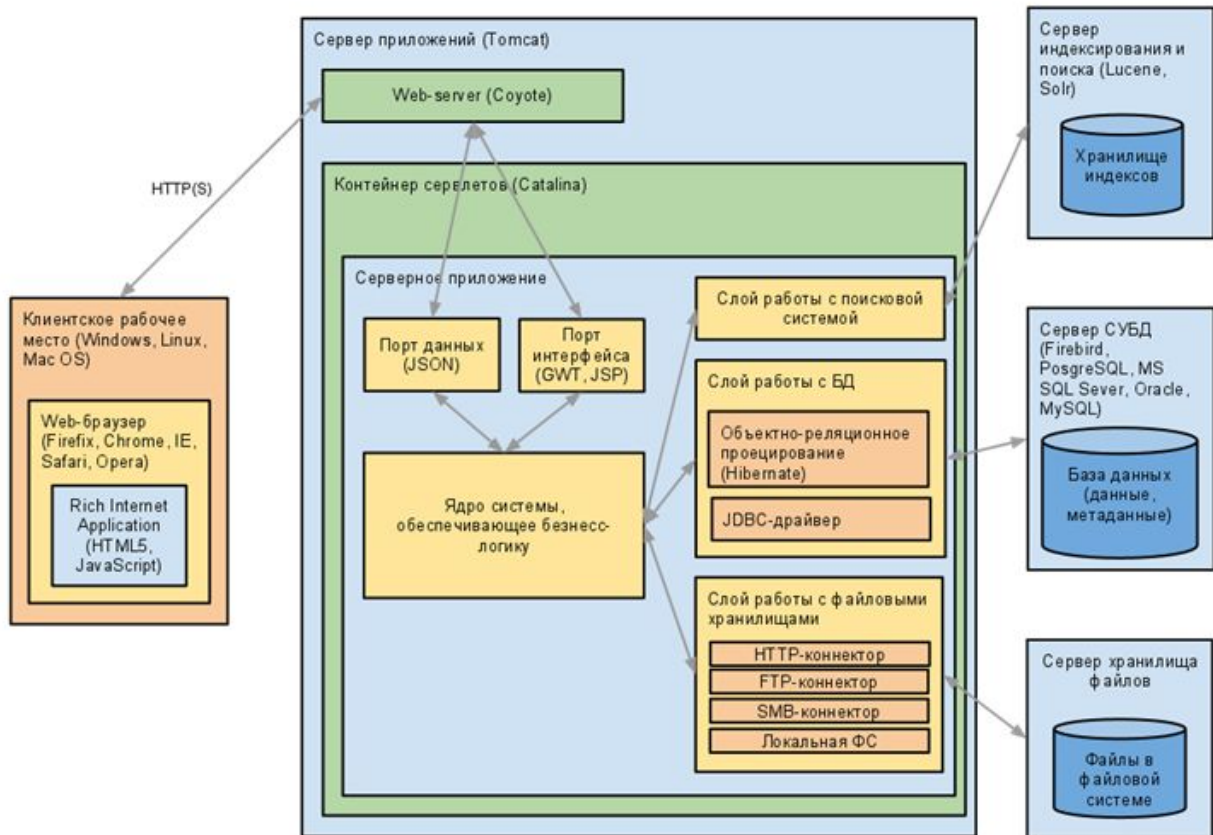 Сервер приложений (Tomcat)
Web-server (Coyote)
HTTP(S)
Контейнер сервлетов (Catalina)
Серверное приложение
Порт данных
(JSON)
Порт
интерфейса
(GWT, JSP)
Ядро системы,
обеспечивающее безнесс-
логику
Слой работы с поисковой
системой
Слой работы с БД
Объектно-реляционное
проецирование
(Hibernate)
JDBC-драйвер
Слой работы с файловыми
хранилищами
HTTP-коннектор
FTP-коннектор
SMB-коннектор
Локальная ФС
Клиентское рабочее
место (Windows, Linux,
Mac OS)
Web-браузер
(Firefix, Chrome, IE,
Safari, Opera)
Rich Internet
Application
(HTML5,
JavaScript)
Сервер
индексирования и
поиска (Lucene,
Solr)
Хранилище
индексов
Сервер СУБД
(Firebird,
PosgreSQL, MS
SQL Sever, Oracle,
MySQL)
База данных
(данные,
метаданные)
Сервер хранилища
файлов
Файлы в
файловой
системе